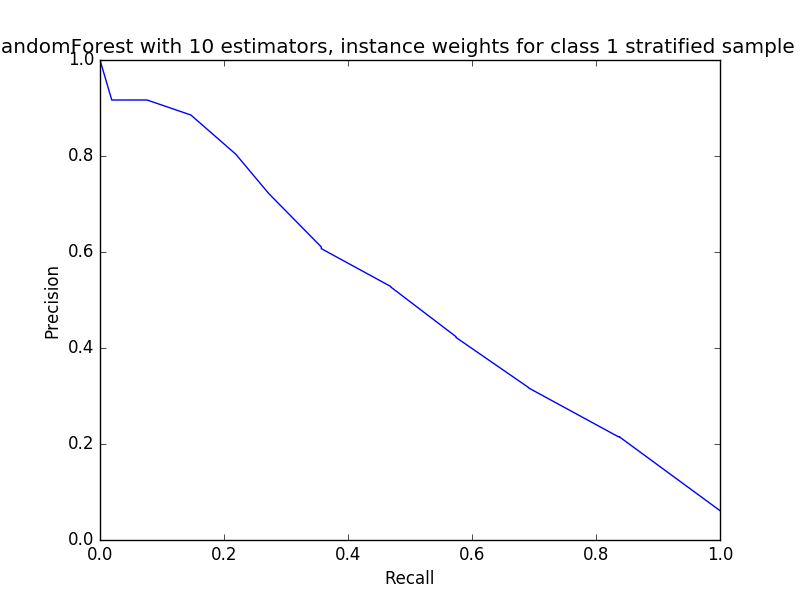 andomForest with 10 estimators, instance weights for class 1 stratified sample
1.0
0.8
0.6
0.4
0.2
0.0
Precision
0.0 0.2 0.4 0.6 0.8 1.0
Recall